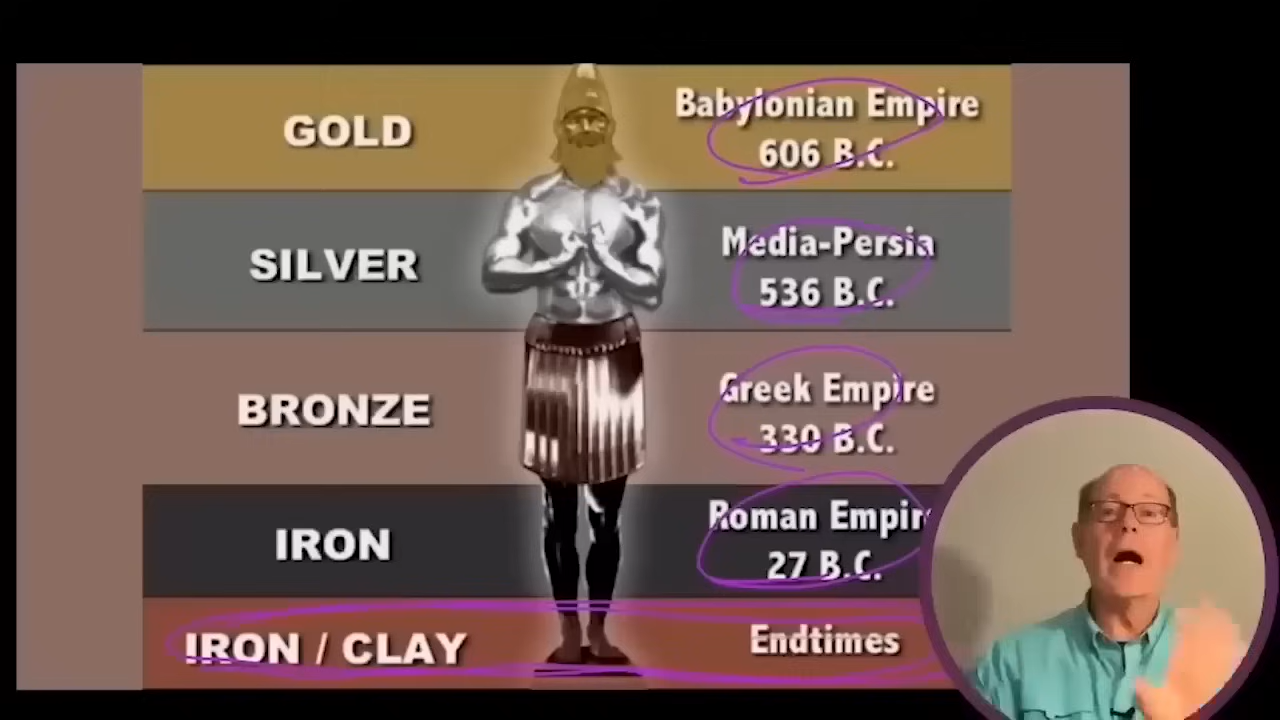 GOLD
Babylonian Empire
606 B.C.
SILVER
Media-Persia
536 B.C.
BRONZE
Greek Empire
330 B.C.
IRON
Roman Empir
27 B.C.
IRON / CLAY
Endtimes